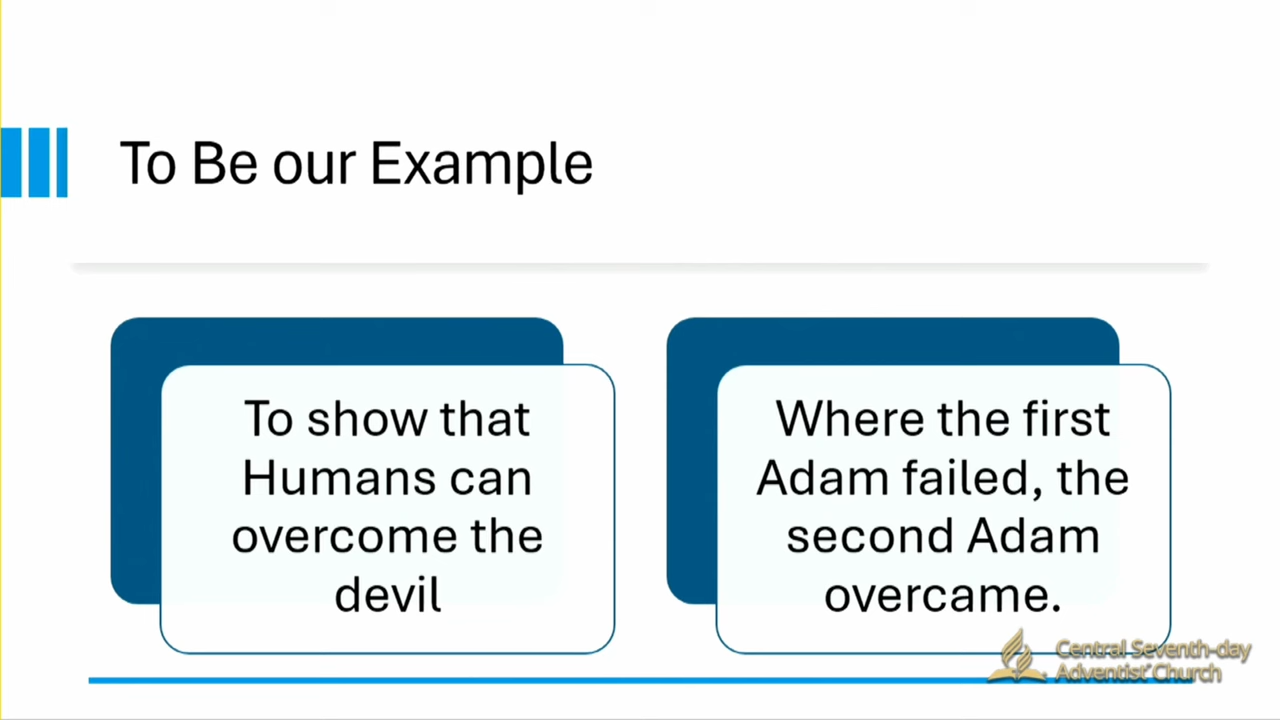 To Be our Example
To show that
Humans can
overcome the
devil
Where the first
Adam failed, the
second Adam
overcame.
Central Seventh-day
Adventist Church